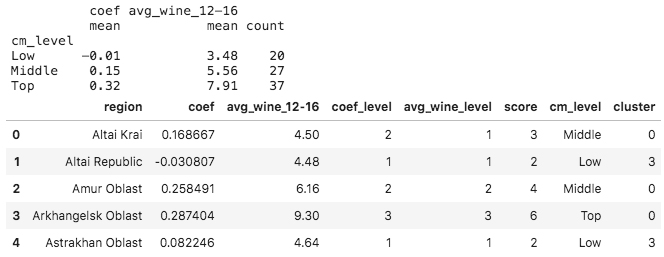 coef avg_wine_12–16
mean mean count
cm_level
Low –0.01 3.48 20
Middle 0.15 5.56 27
Top 0.32 7.91 37
region coef avg_wine_12-16 coef_level avg_wine_level score cm_level cluster
0 Altai Krai 0.168667 4.50 2 1 3 Middle 0
1 Altai Republic -0.030807 4.48 1 1 2 Low 3
2 Amur Oblast 0.258491 6.16 2 2 4 Middle 0
3 Arkhangelsk Oblast 0.287404 9.30 3 3 6 Top 0
4 Astrakhan Oblast 0.082246 4.64 1 1 2 Low 3